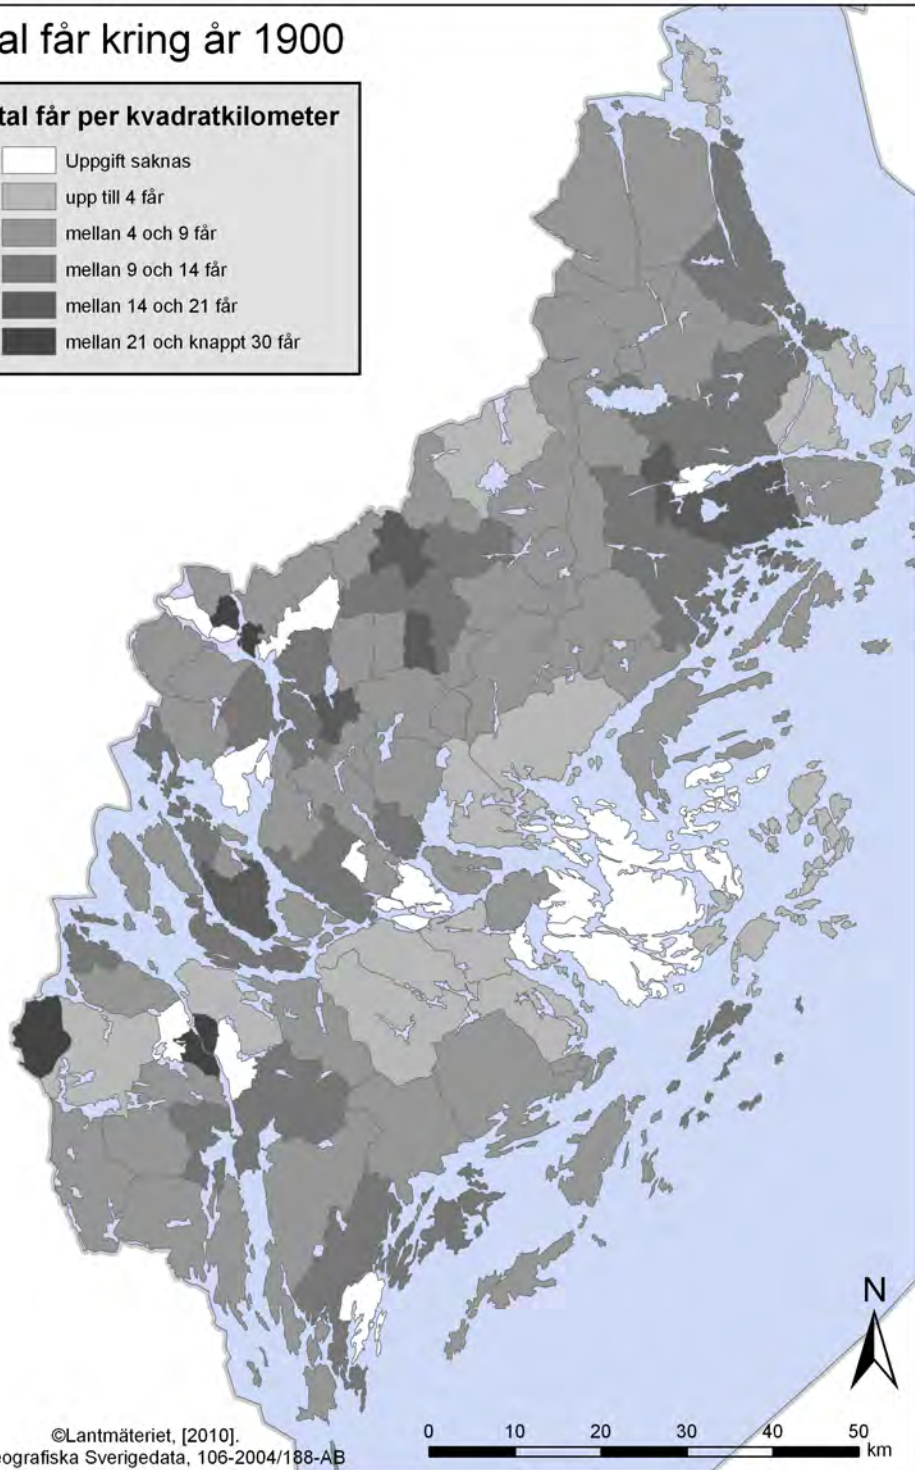 al får kring år 1900
tal får per kvadratkilometer
Uppgift saknas
upp till 4 får
mellan 4 och 9 får
mellan 9 och 14 får
mellan 14 och 21 får
mellan 21 och knappt 30 får
N
©Lantmäteriet, [2010].
eografiska Sverigedata, 106-2004/188-AB
0 10 20 30 40 50
km